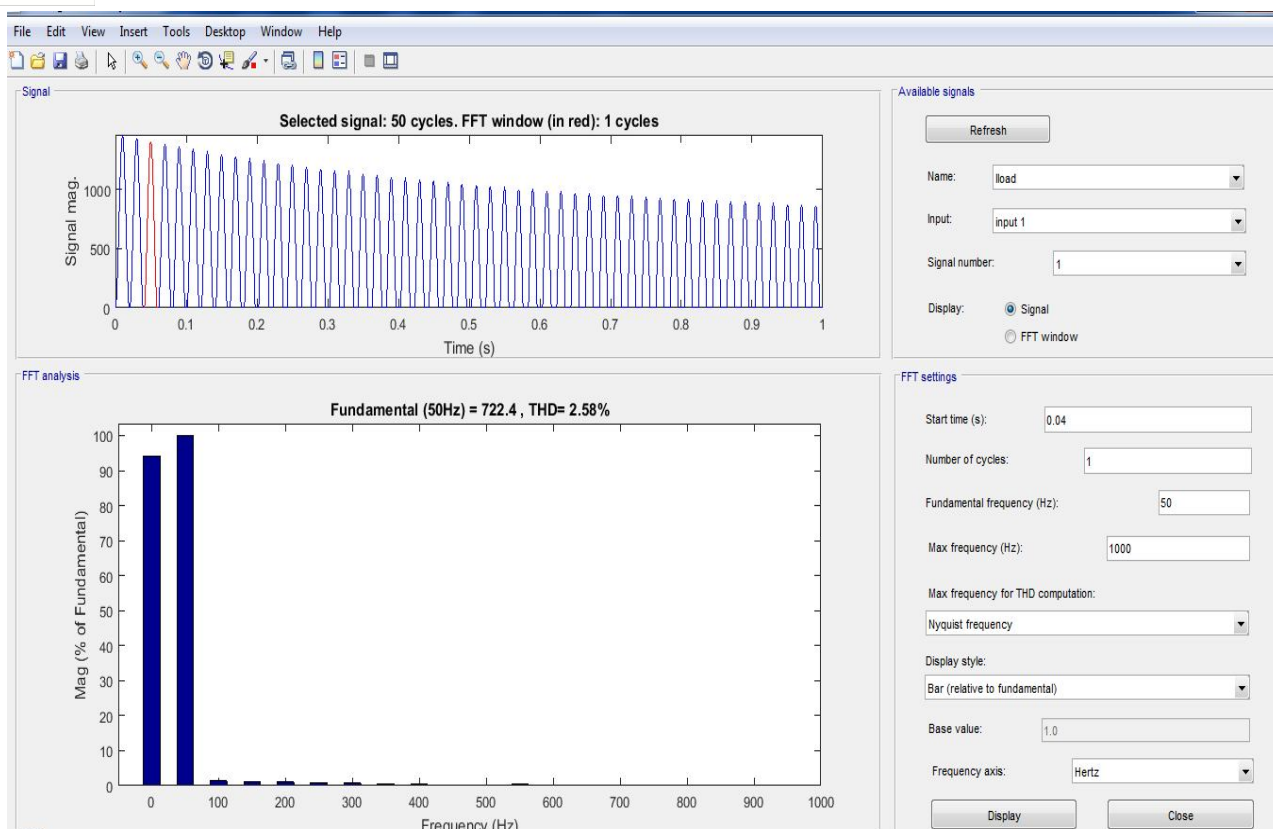 File Edit View Insert Tools Desktop Window Help
Signal
Selected signal: 50 cycles. FFT window (in red): 1 cycles
Signal mag.
1000
500
0
0 0.1 0.2 0.3 0.4 0.5 0.6 0.7 0.8 0.9 1
Time (s)
FFT analysis
Fundamental (50Hz) = 722.4 , THD= 2.58%
Mag (% of Fundamental)
100
90
80
70
60
50
40
30
20
10
0
0 100 200 300 400 500 600 700 800 900 1000
Frequency (Hz)
Available signals
Refresh
Name: Iload
Input: input 1
Signal number: 1
Display: Signal
FFT window
FFT settings
Start time (s): 0.04
Number of cycles: 1
Fundamental frequency (Hz): 50
Max frequency (Hz): 1000
Max frequency for THD computation:
Nyquist frequency
Display style:
Bar (relative to fundamental)
Base value: 1.0
Frequency axis: Hertz
Display Close